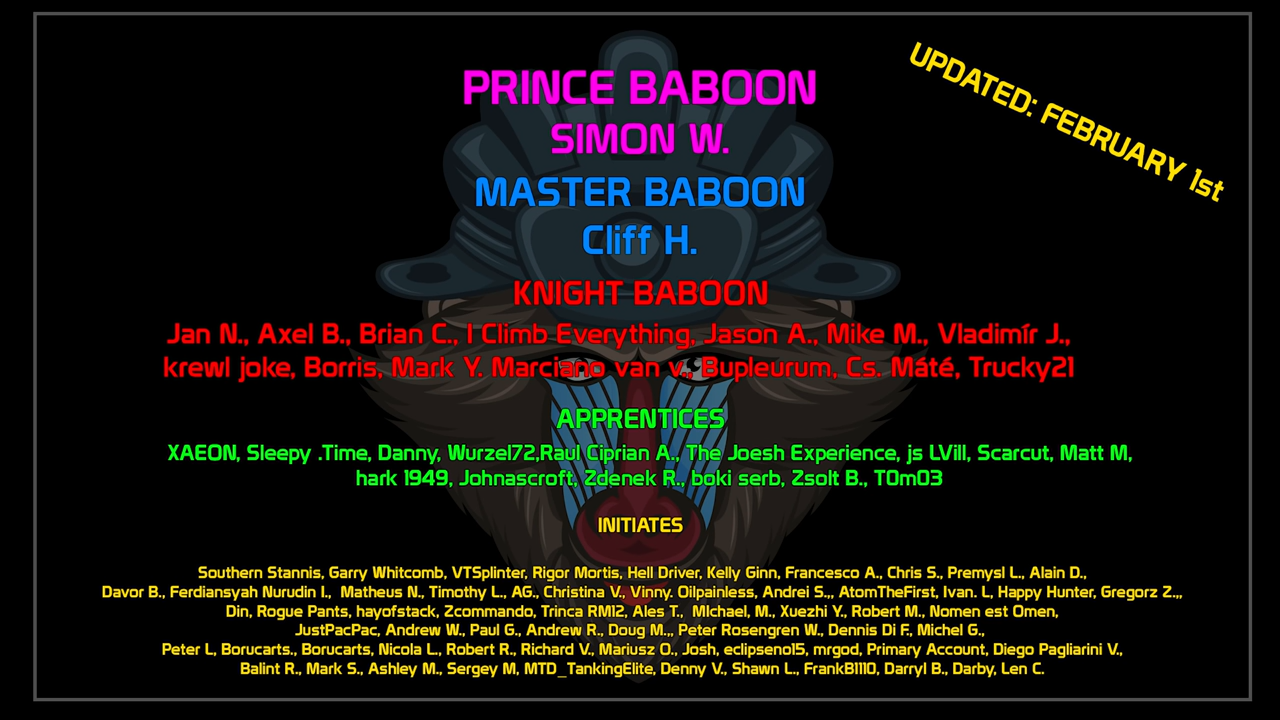 PRINCE BABOON
SIMON W.
UPDATED: FEBRUARY 1st
MASTER BABOON
Cliff H.
KNIGHT BABOON
Jan N., Axel B., Brian C., I Climb Everything, Jason A., Mike M., Vladimír J.,
krewl joke, Borris, Mark Y. Marciano van v., Bupleurum, Cs. Máté, Trucky21
APPRENTICES
XAEON, Sleepy .Time, Danny, Wurzel72,Raul Ciprian A., The Joesh Experience, js LVill, Scarcut, Matt M,
hark 1949, Johnascroft, Zdenek R., boki serb, Zsolt B., T0m03
INITIATES
Southern Stannis, Garry Whitcomb, VTSplinter, Rigor Mortis, Hell Driver, Kelly Ginn, Francesco A., Chris S., Premysl L., Alain D.,
Davor B., Ferdiansyah Nurudin I., Matheus N., Timothy L., AG., Christina V., Vinny. Oilpainless, Andrei S.,, AtomTheFirst, Ivan. L, Happy Hunter, Gregorz Z.,,
Din, Rogue Pants, hayofstack, Zcommando, Trinca RM12, Ales T., MIchael, M., Xuezhi Y., Robert M., Nomen est Omen,
JustPacPac, Andrew W., Paul G., Andrew R., Doug M.,, Peter Rosengren W., Dennis Di F., Michel G.,
Peter L, Borucarts., Borucarts, Nicola L., Robert R., Richard V., Mariusz O., Josh, eclipseno15, mrgod, Primary Account, Diego Pagliarini V.,
Balint R., Mark S., Ashley M., Sergey M, MTD_TankingElite, Denny V., Shawn L., FrankB1110, Darryl B., Darby, Len C.